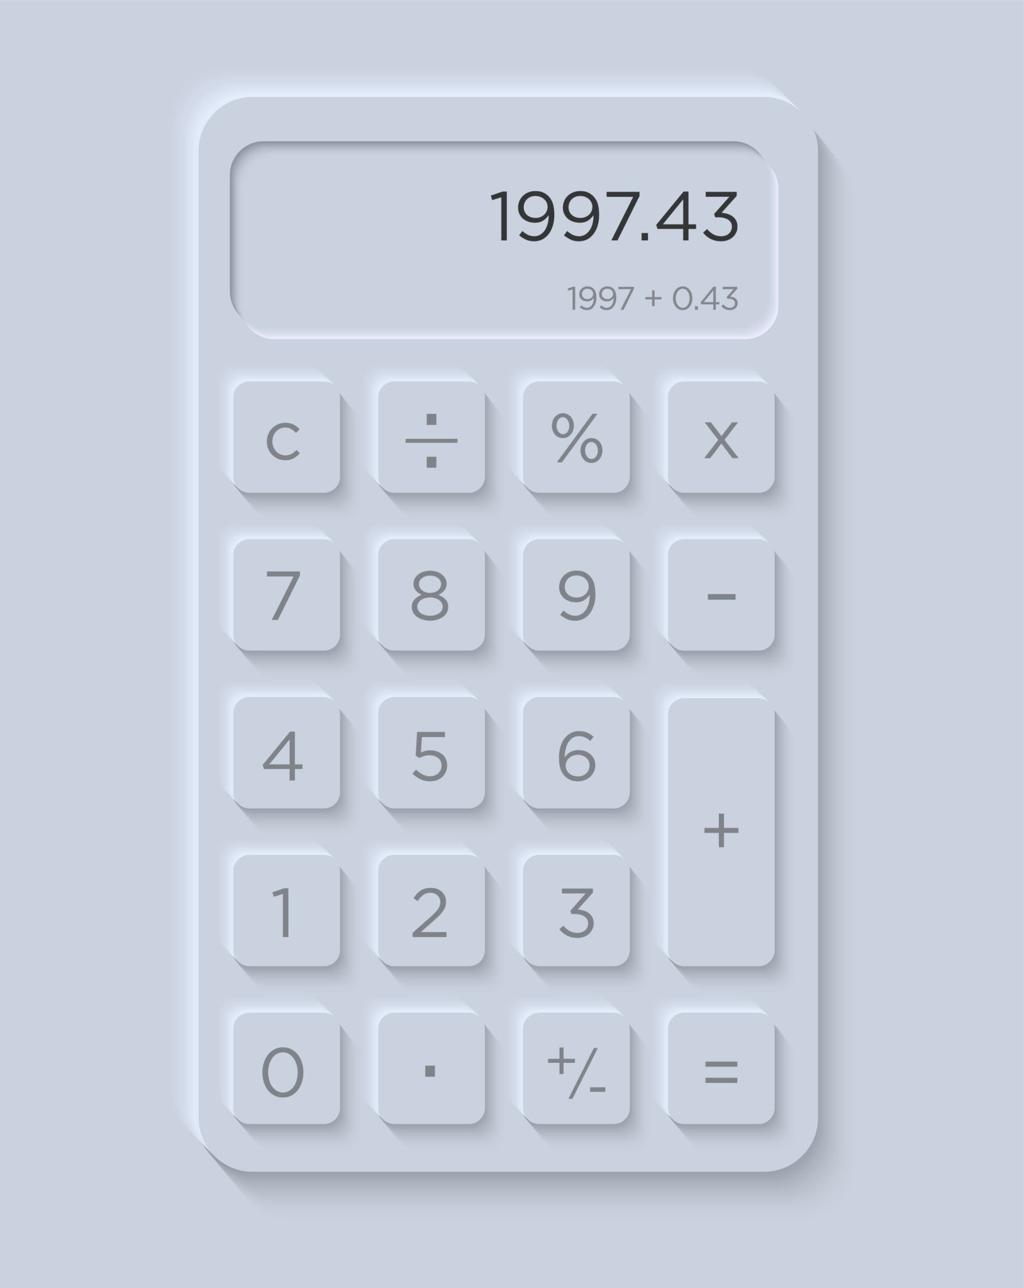 1997.43
1997 + 0.43
c ÷ % x
7 8 9 -
4 5 6
+
1 2 3
0 . +/- =